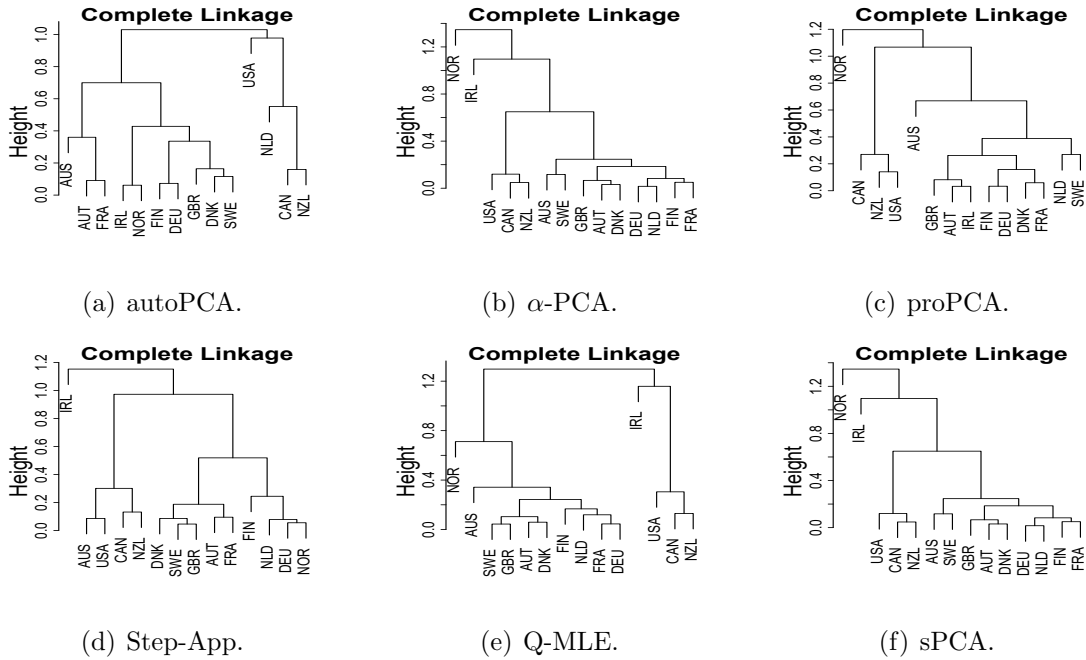 Complete Linkage
Height
0.0 0.2 0.4 0.6 0.8 1.0
AUS AUT FRA IRL NOR FIN DEU GBR DNK SWE USA NLD CAN NZL
(a) autoPCA.
Complete Linkage
Height
0.0 0.4 0.8 1.2
NOR IRL USA CAN NZL AUS SWE GBR AUT DNK DEU NLD FIN FRA
(b) α-PCA.
Complete Linkage
Height
0.0 0.2 0.4 0.6 0.8 1.0 1.2
NOR CAN NZL USA AUS GBR AUT IRL FIN DEU DNK FRA NLD SWE
(c) proPCA.
Complete Linkage
Height
0.0 0.2 0.4 0.6 0.8 1.0 1.2
IRL AUS USA CAN NZL DNK SWE GBR AUT FRA FIN NLD DEU NOR
(d) Step-App.
Complete Linkage
Height
0.0 0.4 0.8 1.2
NOR AUS SWE GBR AUT DNK FIN NLD FRA DEU IRL USA CAN NZL
(e) Q-MLE.
Complete Linkage
Height
0.0 0.4 0.8 1.2
NOR IRL USA CAN NZL AUS SWE GBR AUT DNK DEU NLD FIN FRA
(f) sPCA.